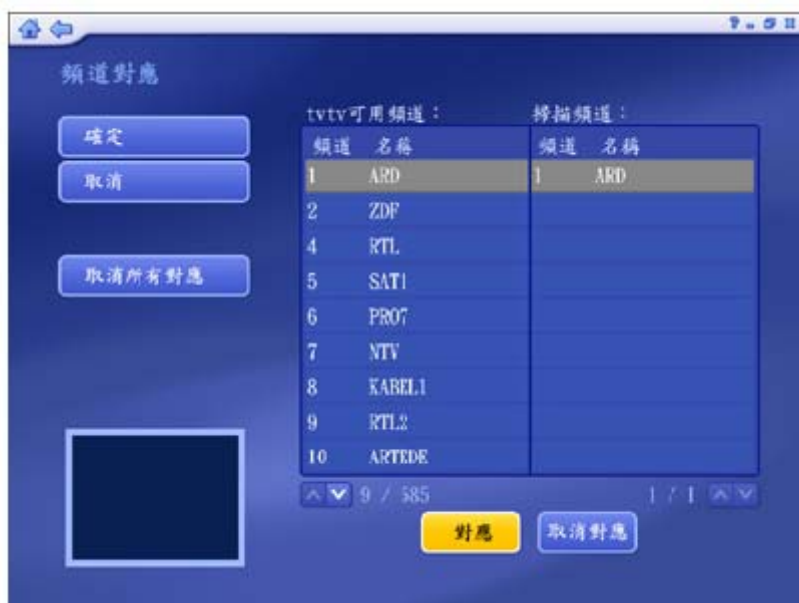 頻道對應
確定
取消
取消所有對應
tvtv可用頻道：
頻道 名稱
1 ARD
2 ZDF
4 RTL
5 SAT1
6 PRO7
7 NTV
8 KABEL1
9 RTL2
10 ARTEDE
9 / 585
掃描頻道：
頻道 名稱
1 ARD
1 / 1
對應
取消對應